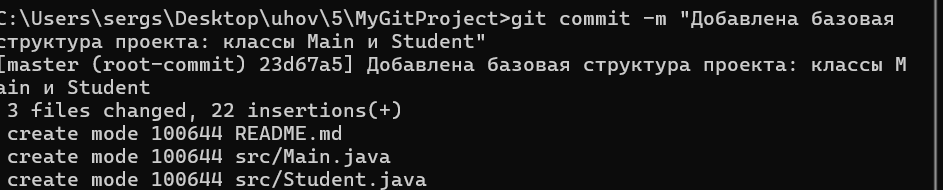 C:\Users\sergs\Desktop\uhov\5\MyGitProject>git commit -m "Добавлена базовая
структура проекта: классы Main и Student"
[master (root-commit) 23d67a5] Добавлена базовая структура проекта: классы M
ain и Student
3 files changed, 22 insertions(+)
create mode 100644 README.md
create mode 100644 src/Main.java
create mode 100644 src/Student.java